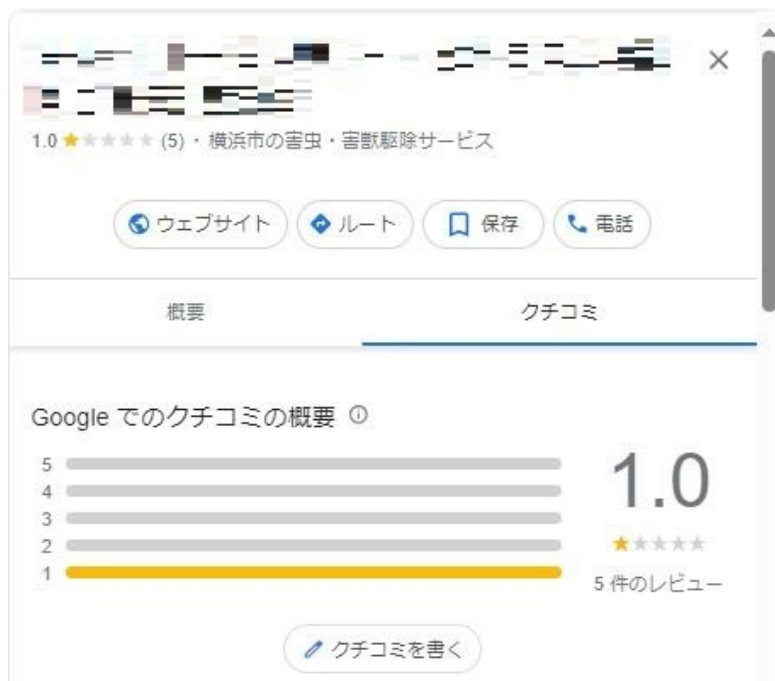 1.0 (5)・横浜市の害虫・害獣駆除サービス
ウェブサイト ルート 保存 電話
概要 クチコミ
Google でのクチコミの概要
5
4
3
2
1
1.0
5 件のレビュー
クチコミを書く